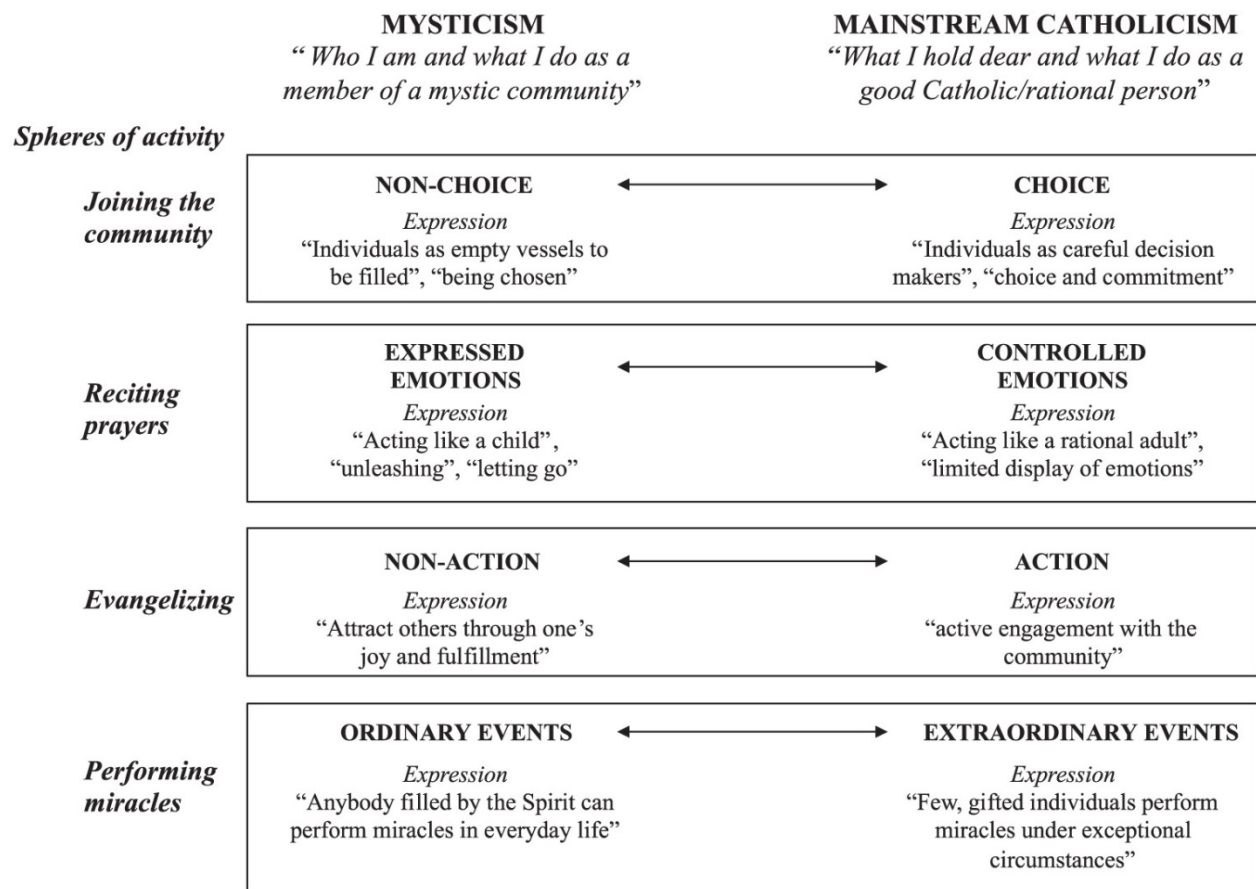 MYSTICISM
“ Who I am and what I do as a
member of a mystic community”
MAINSTREAM CATHOLICISM
“What I hold dear and what I do as a
good Catholic/rational person”
Spheres of activity
Joining the
community
NON-CHOICE
Expression
“Individuals as empty vessels to
be filled”, “being chosen”
CHOICE
Expression
“Individuals as careful decision
makers”, “choice and commitment”
Reciting
prayers
EXPRESSED
EMOTIONS
Expression
“Acting like a child”,
“unleashing”, “letting go”
CONTROLLED
EMOTIONS
Expression
“Acting like a rational adult”,
“limited display of emotions”
Evangelizing
NON-ACTION
Expression
“Attract others through one’s
joy and fulfillment”
ACTION
Expression
“active engagement with the
community”
Performing
miracles
ORDINARY EVENTS
Expression
“Anybody filled by the Spirit can
perform miracles in everyday life”
EXTRAORDINARY EVENTS
Expression
“Few, gifted individuals perform
miracles under exceptional
circumstances”